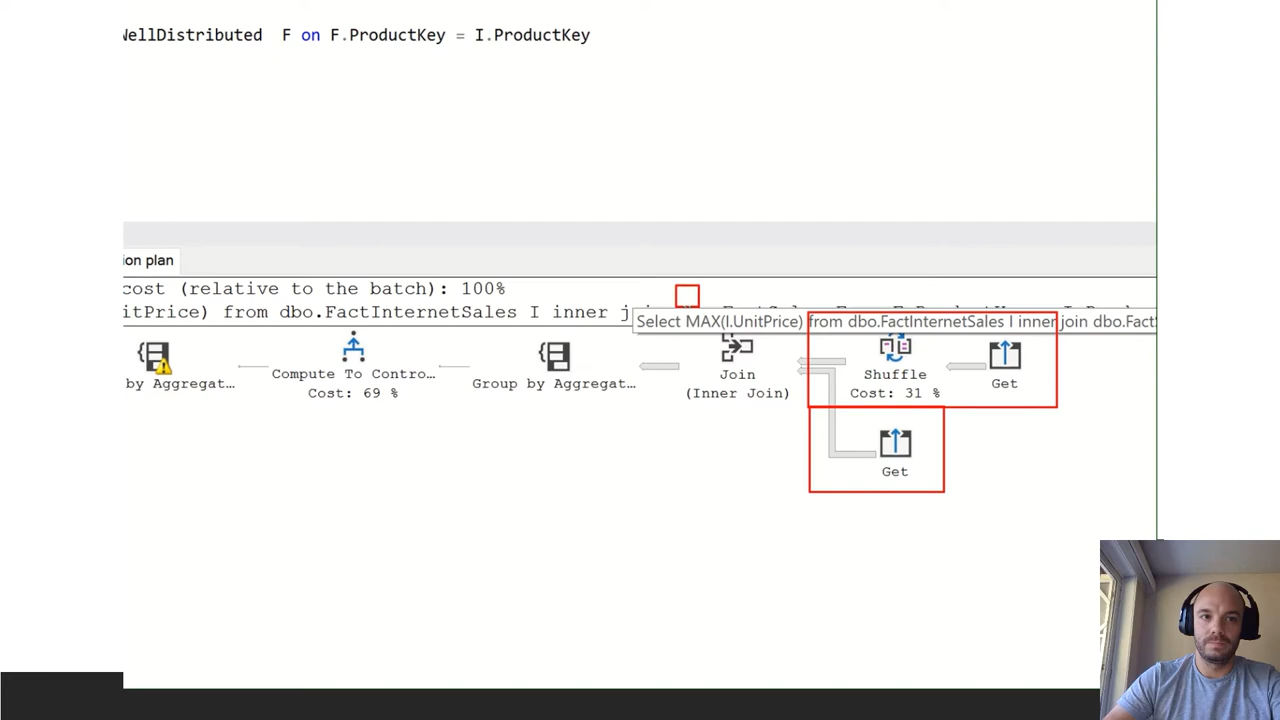 WellDistributed F on F.ProductKey = I.ProductKey
ion plan
cost (relative to the batch): 100%
itPrice) from dbo.FactInternetSales I inner j
Select MAX(I.UnitPrice) from dbo.FactInternetSales I inner join dbo.FactS
by Aggregat...
Compute To Contro...
Cost: 69 %
Group by Aggregat...
Join
(Inner Join)
Shuffle
Cost: 31 %
Get
Get